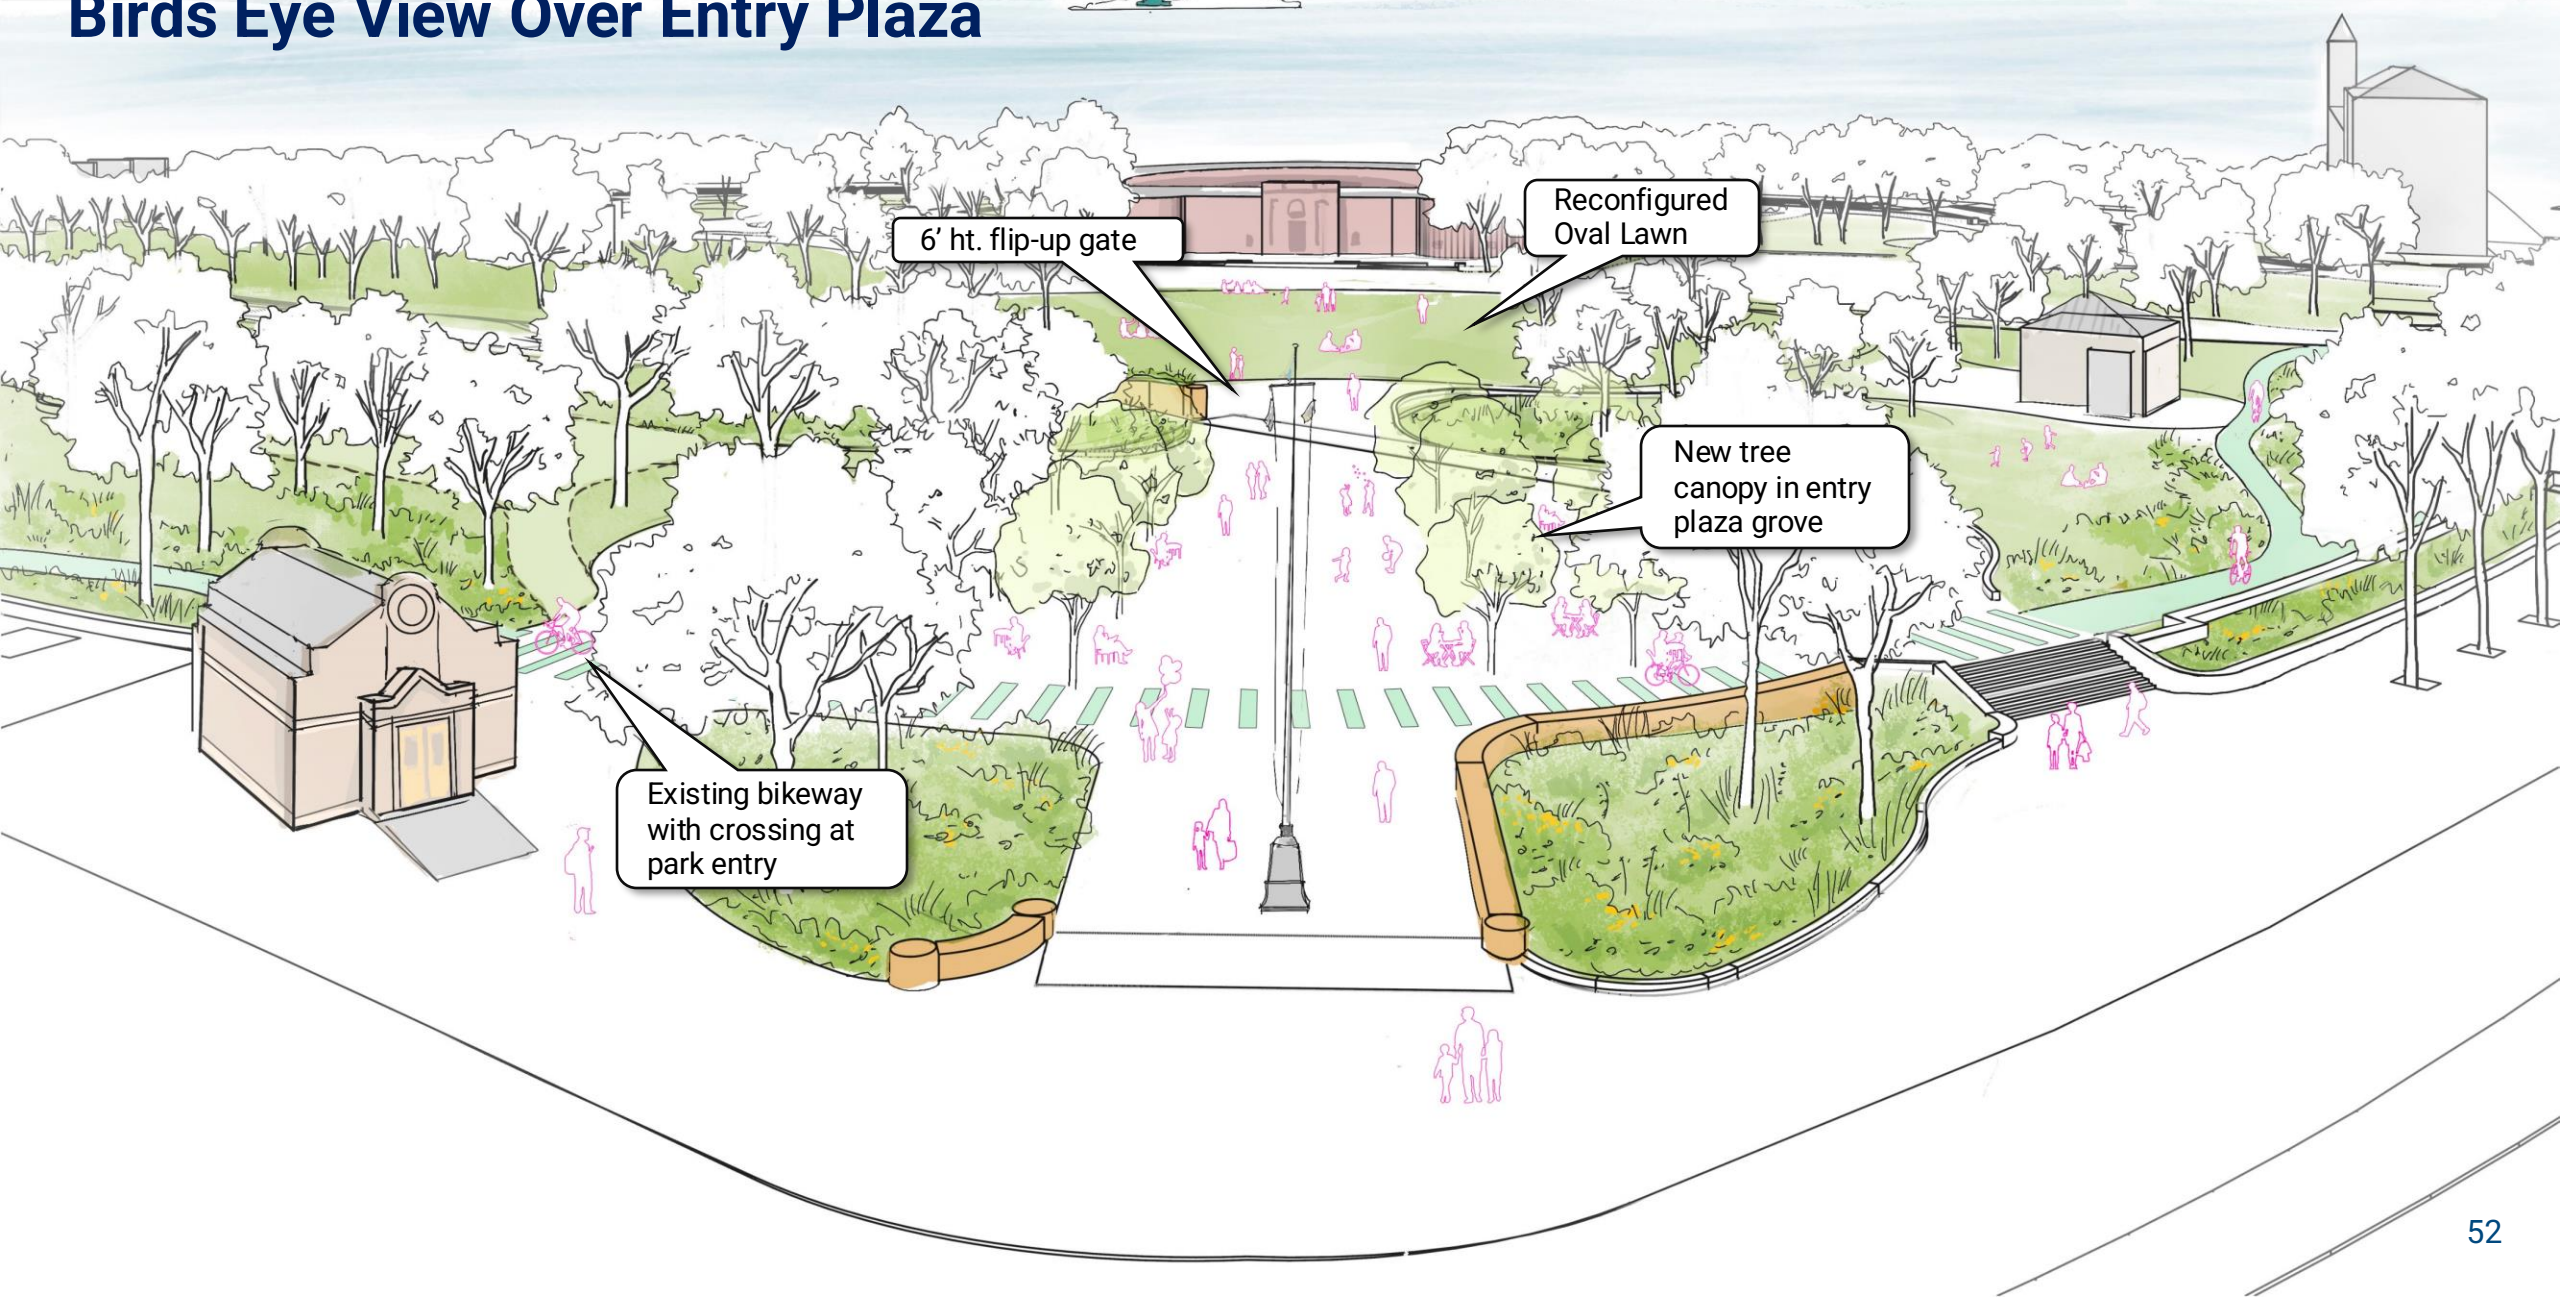 Birds Eye View Over Entry Plaza
6’ ht. flip-up gate
Reconfigured
Oval Lawn
New tree
canopy in entry
plaza grove
Existing bikeway
with crossing at
park entry
52